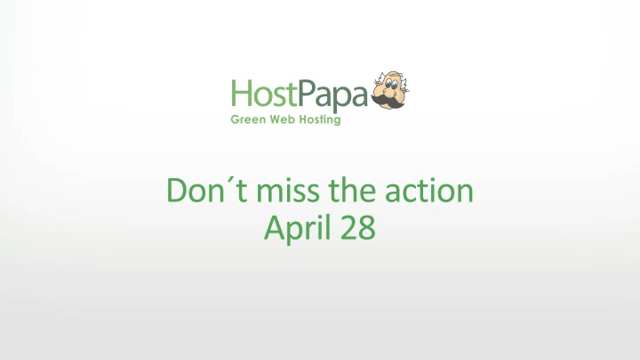 HostPapa
Green Web Hosting
Don´t miss the action
April 28